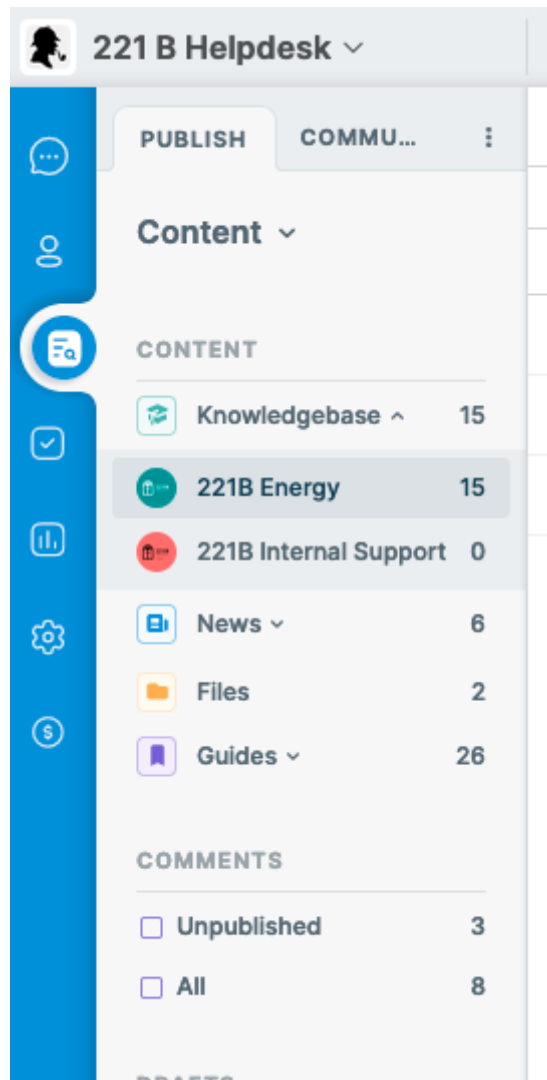 221 B Helpdesk
PUBLISH COMMU...
Content
CONTENT
Knowledgebase 15
221B Energy 15
221B Internal Support 0
News 6
Files 2
Guides 26
COMMENTS
Unpublished 3
All 8
DRAFTS